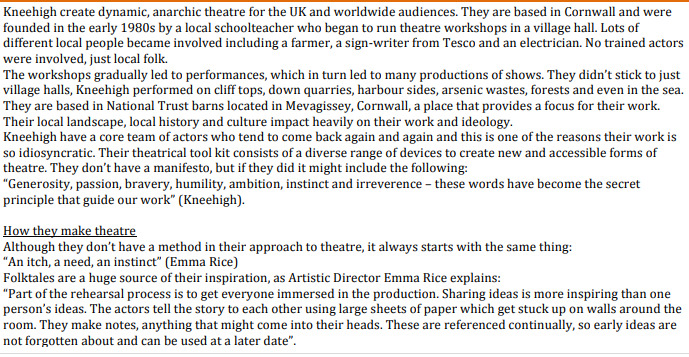 Kneehigh create dynamic, anarchic theatre for the UK and worldwide audiences. They are based in Cornwall and were
founded in the early 1980s by a local schoolteacher who began to run theatre workshops in a village hall. Lots of
different local people became involved including a farmer, a sign-writer from Tesco and an electrician. No trained actors
were involved, just local folk.
The workshops gradually led to performances, which in turn led to many productions of shows. They didn’t stick to just
village halls, Kneehigh performed on cliff tops, down quarries, harbour sides, arsenic wastes, forests and even in the sea.
They are based in National Trust barns located in Mevagissey, Cornwall, a place that provides a focus for their work.
Their local landscape, local history and culture impact heavily on their work and ideology.
Kneehigh have a core team of actors who tend to come back again and again and this is one of the reasons their work is
so idiosyncratic. Their theatrical tool kit consists of a diverse range of devices to create new and accessible forms of
theatre. They don’t have a manifesto, but if they did it might include the following:
“Generosity, passion, bravery, humility, ambition, instinct and irreverence – these words have become the secret
principle that guide our work” (Kneehigh).
How they make theatre
Although they don’t have a method in their approach to theatre, it always starts with the same thing:
“An itch, a need, an instinct” (Emma Rice)
Folktales are a huge source of their inspiration, as Artistic Director Emma Rice explains:
“Part of the rehearsal process is to get everyone immersed in the production. Sharing ideas is more inspiring than one
person’s ideas. The actors tell the story to each other using large sheets of paper which get stuck up on walls around the
room. They make notes, anything that might come into their heads. These are referenced continually, so early ideas are
not forgotten about and can be used at a later date”.